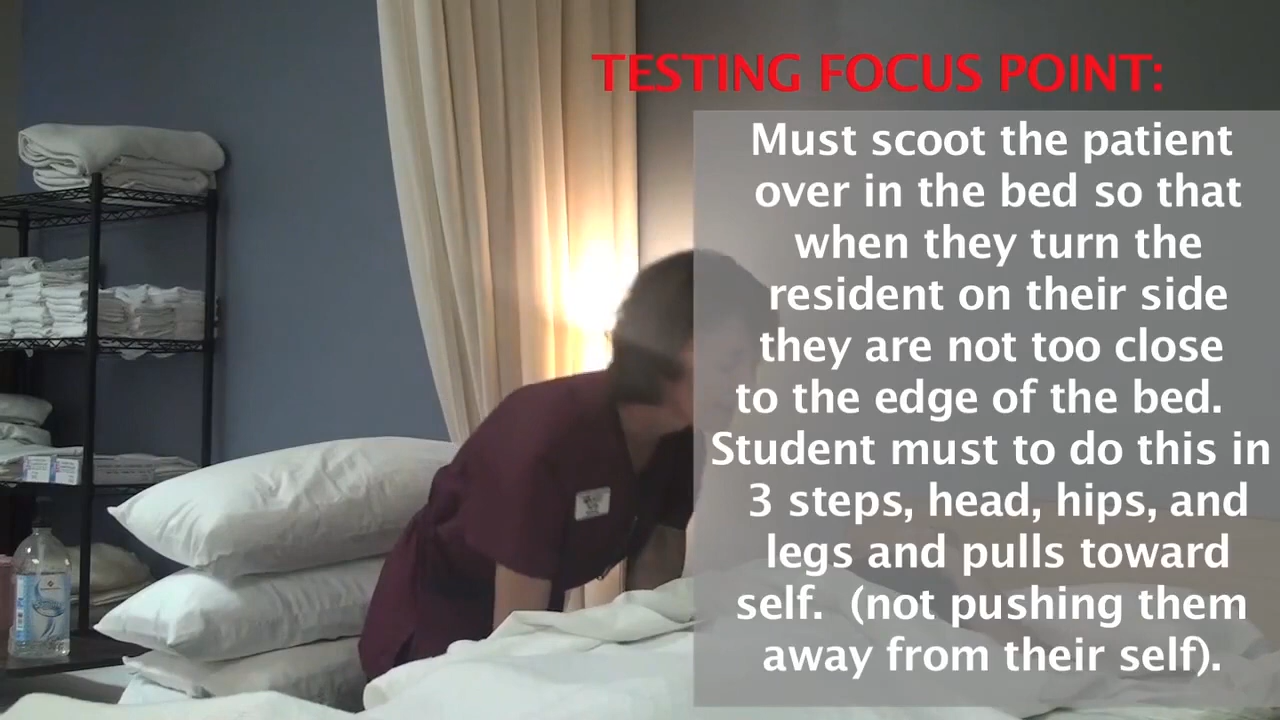 TESTING FOCUS POINT:
Must scoot the patient
over in the bed so that
when they turn the
resident on their side
they are not too close
to the edge of the bed.
Student must to do this in
3 steps, head, hips, and
legs and pulls toward
self. (not pushing them
away from their self).